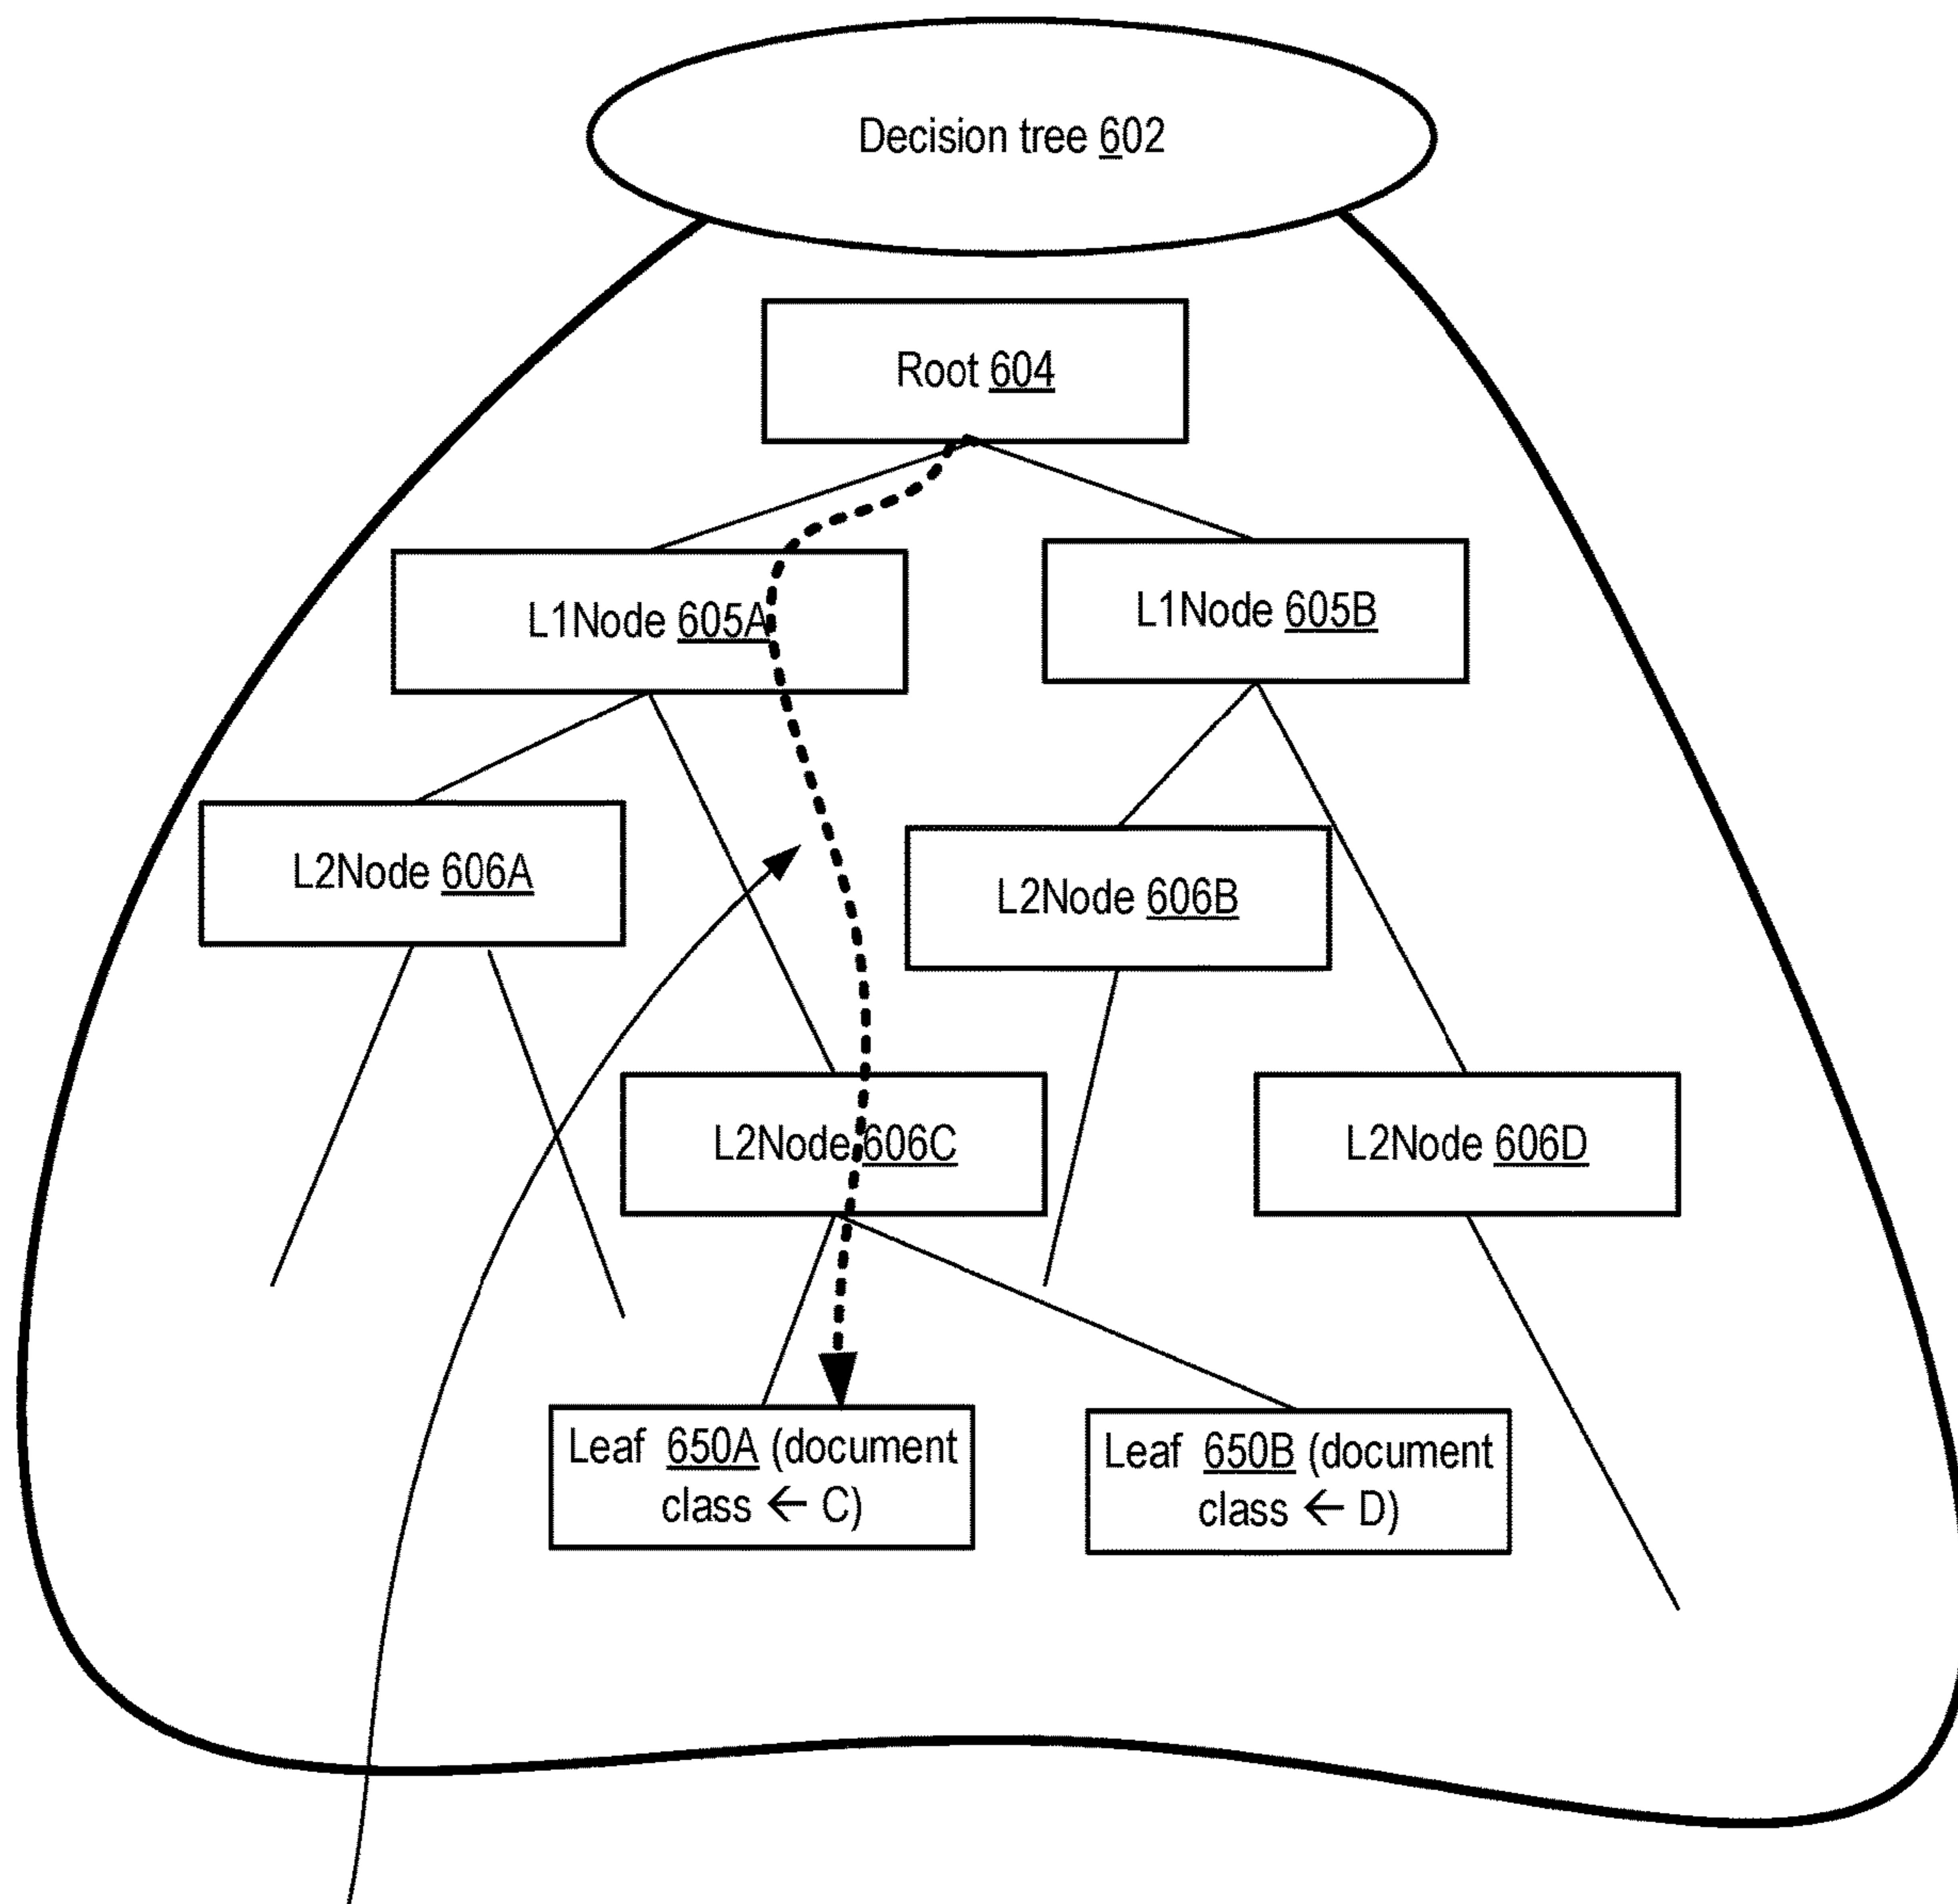 Decision tree 602
Root 604
L1Node 605A
L1Node 605B
L2Node 606A
L2Node 606B
L2Node 606C
L2Node 606D
Leaf 650A (document
class ← C)
Leaf 650B (document
class ← D)